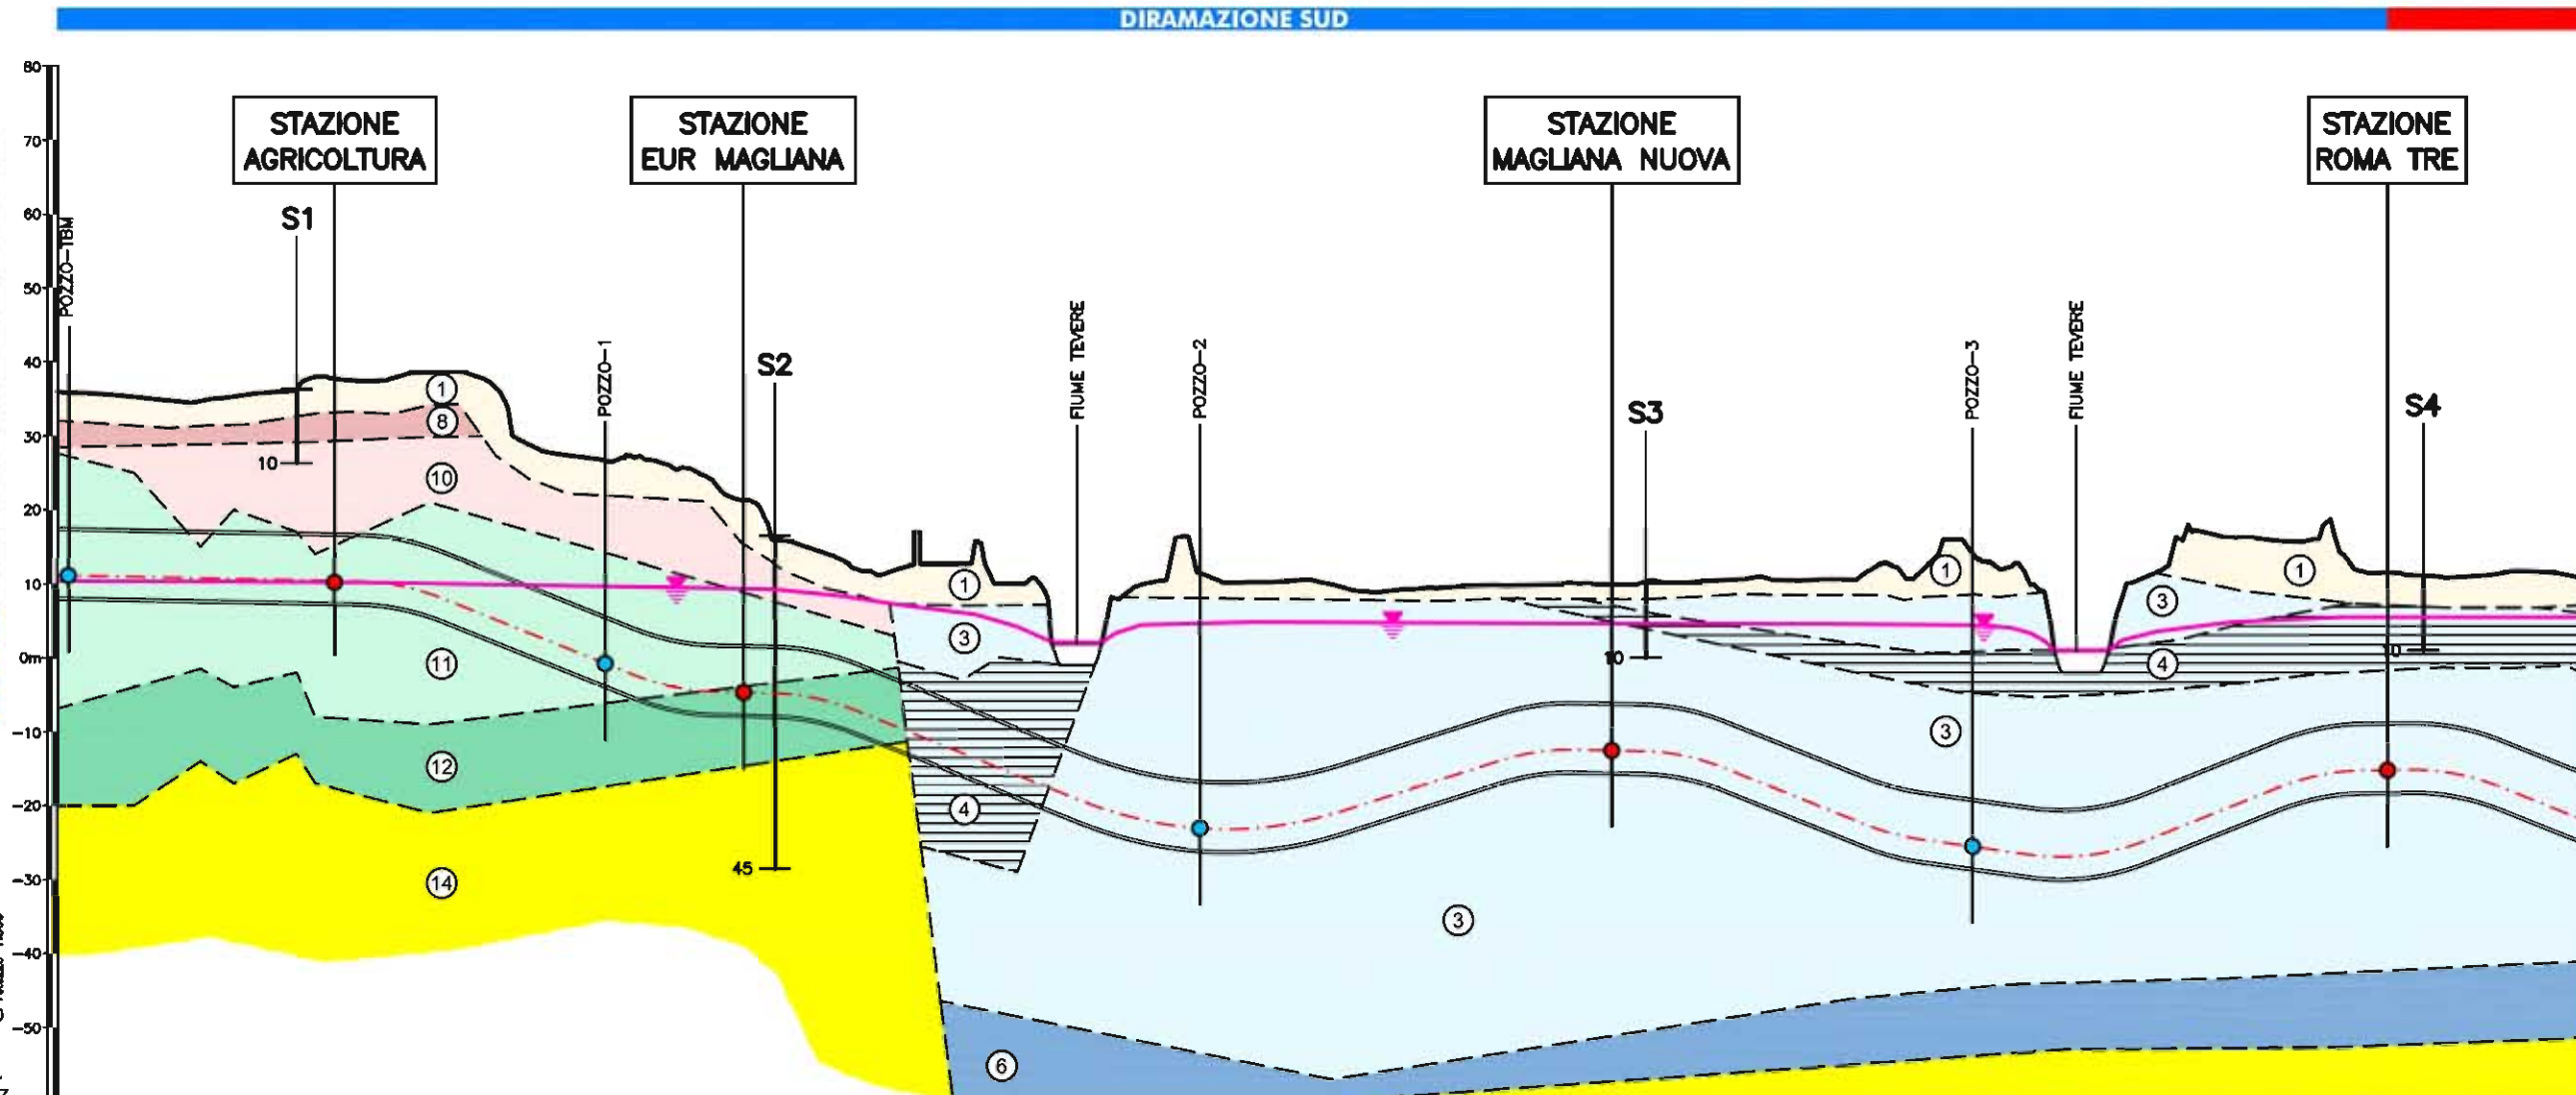 DIRAMAZIONE SUD
STAZIONE
AGRICOLTURA
STAZIONE
EUR MAGLIANA
STAZIONE
MAGLIANA NUOVA
STAZIONE
ROMA TRE
80
70
60
50
40
30
20
10
0m
-10
-20
-30
-40
-50
POZZO-TBM
S1
10
POZZO-1
S2
45
FIUME TEVERE
POZZO-2
S3
10
POZZO-3
FIUME TEVERE
S4
10
1
8
10
11
12
14
1
3
4
6
3
1
3
3
4
1